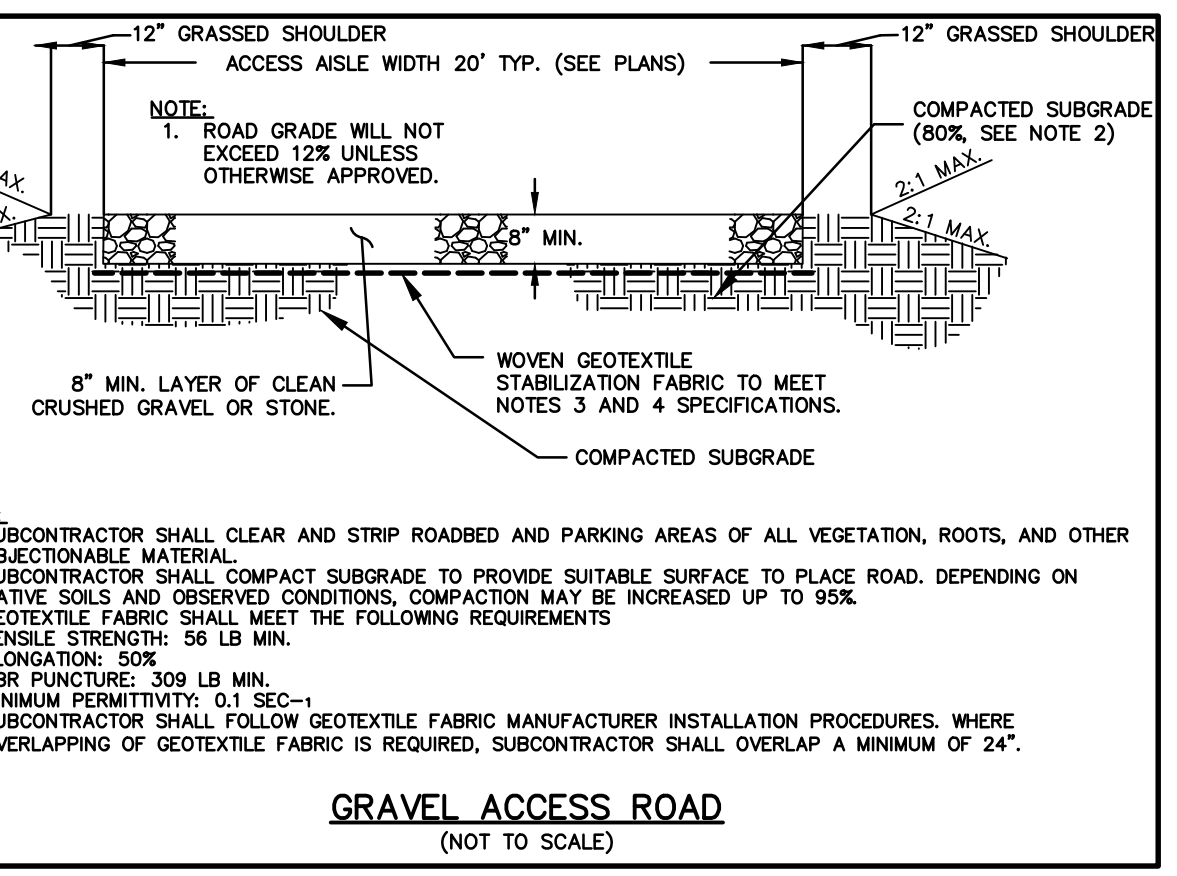 12" GRASSED SHOULDER
12" GRASSED SHOULDER
ACCESS AISLE WIDTH 20' TYP. (SEE PLANS)
NOTE:
1. ROAD GRADE WILL NOT
EXCEED 12% UNLESS
OTHERWISE APPROVED.
COMPACTED SUBGRADE
(80%, SEE NOTE 2)
2:1 MAX.
2:1 MAX.
8" MIN.
8" MIN. LAYER OF CLEAN
CRUSHED GRAVEL OR STONE.
WOVEN GEOTEXTILE
STABILIZATION FABRIC TO MEET
NOTES 3 AND 4 SPECIFICATIONS.
COMPACTED SUBGRADE
UBCONTRACTOR SHALL CLEAR AND STRIP ROADBED AND PARKING AREAS OF ALL VEGETATION, ROOTS, AND OTHER
BJECTIONABLE MATERIAL.
UBCONTRACTOR SHALL COMPACT SUBGRADE TO PROVIDE SUITABLE SURFACE TO PLACE ROAD. DEPENDING ON
ATIVE SOILS AND OBSERVED CONDITIONS, COMPACTION MAY BE INCREASED UP TO 95%.
EOTEXTILE FABRIC SHALL MEET THE FOLLOWING REQUIREMENTS
ENSILE STRENGTH: 56 LB MIN.
LONGATION: 50%
BR PUNCTURE: 309 LB MIN.
NIMUM PERMITTIVITY: 0.1 SEC-1
UBCONTRACTOR SHALL FOLLOW GEOTEXTILE FABRIC MANUFACTURER INSTALLATION PROCEDURES. WHERE
VERLAPPING OF GEOTEXTILE FABRIC IS REQUIRED, SUBCONTRACTOR SHALL OVERLAP A MINIMUM OF 24".
GRAVEL ACCESS ROAD
(NOT TO SCALE)